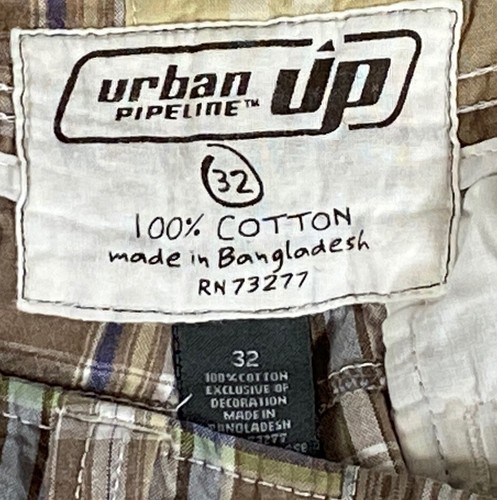 urban UP
PIPELINE™
32
100% COTTON
made in Bangladesh
RN 73277
32
100% COTTON
EXCLUSIVE OF
DECORATION
MADE IN
BANGLADESH